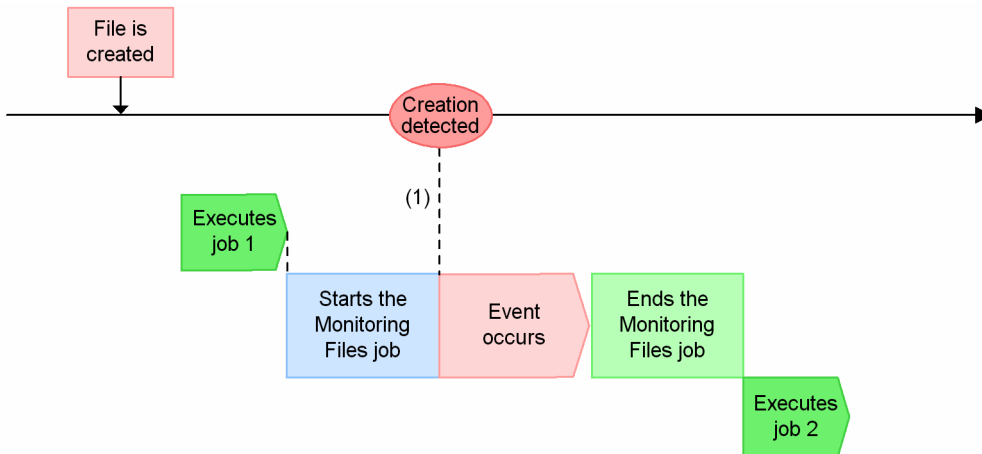 File is
created
Creation
detected
(1)
Executes
job 1
Starts the
Monitoring
Files job
Event
occurs
Ends the
Monitoring
Files job
Executes
job 2